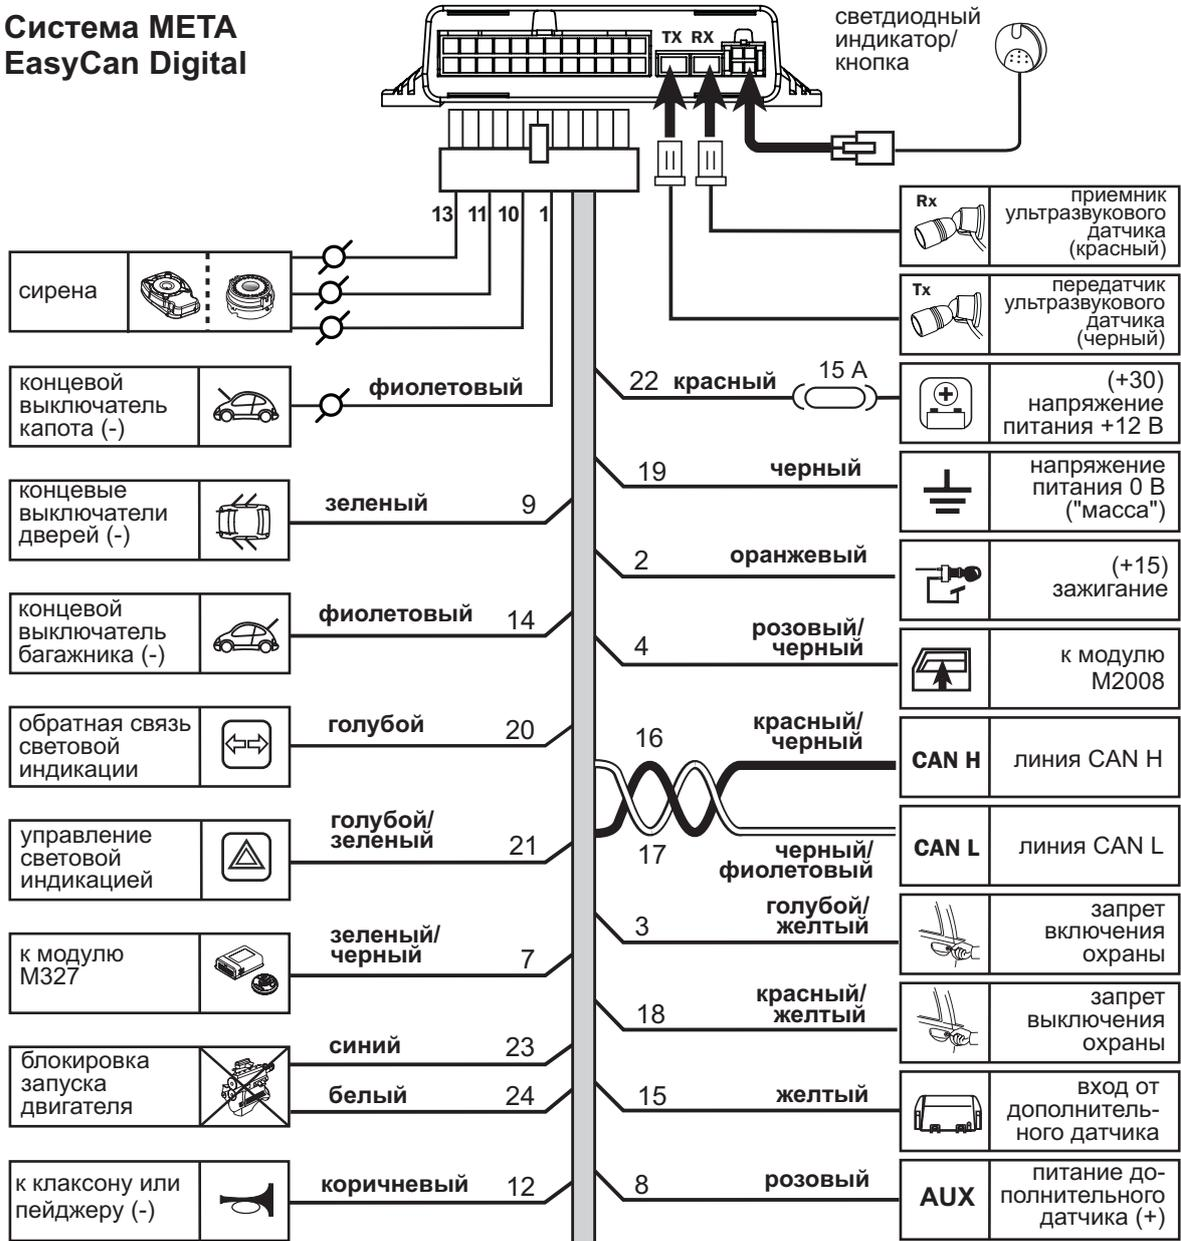 Система META
EasyCan Digital
TX RX
светдиодный
индикатор/
кнопка
13 11 10 1
сирена
концевой
выключатель
капота (-)
фиолетовый
концевые
выключатели
дверей (-)
зеленый 9
концевой
выключатель
багажника (-)
фиолетовый 14
обратная связь
световой
индикации
голубой 20
управление
световой
индикацией
голубой/
зеленый 21
к модулю
M327
зеленый/
черный 7
блокировка
запуска
двигателя
синий 23
белый 24
к клаксону или
пейджеру (-)
коричневый 12
Rx
приемник
ультразвукового
датчика
(красный)
Tx
передатчик
ультразвукового
датчика
(черный)
22 красный 15 A
(+30)
напряжение
питания +12 В
19 черный
напряжение
питания 0 В
("масса")
2 оранжевый
(+15)
зажигание
4 розовый/
черный
к модулю
M2008
16 красный/
черный
CAN H линия CAN H
17 черный/
фиолетовый
CAN L линия CAN L
3 голубой/
желтый
запрет
включения
охраны
18 красный/
желтый
запрет
выключения
охраны
15 желтый
вход от
дополнитель-
ного датчика
8 розовый
AUX
питание до-
полнительного
датчика (+)